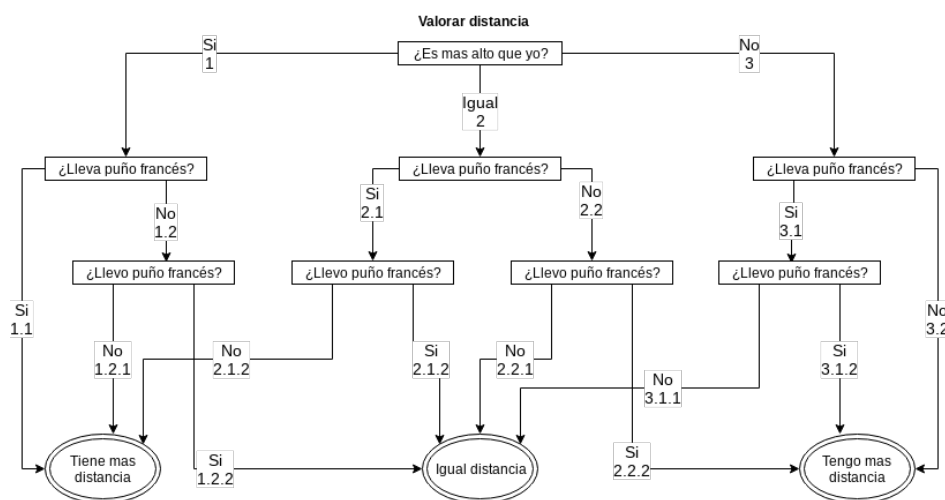 Valorar distancia
¿Es mas alto que yo?
Si
1
Igual
2
No
3
¿Lleva puño francés?
¿Lleva puño francés?
¿Lleva puño francés?
No
1.2
Si
2.1
No
2.2
Si
3.1
¿Llevo puño francés?
¿Llevo puño francés?
¿Llevo puño francés?
¿Llevo puño francés?
Si
1.1
No
1.2.1
No
2.1.2
Si
2.1.2
No
2.2.1
No
3.1.1
Si
3.1.2
No
3.2
Tiene mas
distancia
Si
1.2.2
Igual distancia
Si
2.2.2
Tengo mas
distancia